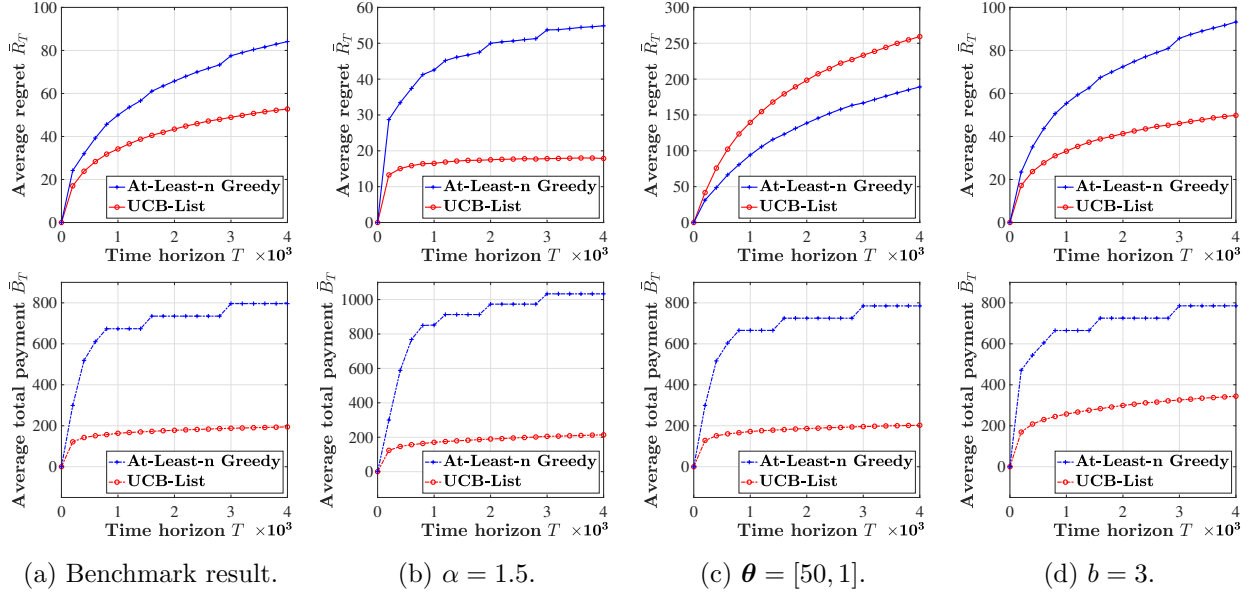 Average regret R̄_T
100
80
60
40
20
0
At-Least-n Greedy
UCB-List
0 1 2 3 4
Time horizon T ×10³
Average regret R̄_T
60
50
40
30
20
10
0
At-Least-n Greedy
UCB-List
0 1 2 3 4
Time horizon T ×10³
Average regret R̄_T
300
250
200
150
100
50
0
At-Least-n Greedy
UCB-List
0 1 2 3 4
Time horizon T ×10³
Average regret R̄_T
100
80
60
40
20
0
At-Least-n Greedy
UCB-List
0 1 2 3 4
Time horizon T ×10³
Average total payment B̄_T
800
600
400
200
0
At-Least-n Greedy
UCB-List
0 1 2 3 4
Time horizon T ×10³
Average total payment B̄_T
1000
800
600
400
200
0
At-Least-n Greedy
UCB-List
0 1 2 3 4
Time horizon T ×10³
Average total payment B̄_T
800
600
400
200
0
At-Least-n Greedy
UCB-List
0 1 2 3 4
Time horizon T ×10³
Average total payment B̄_T
800
600
400
200
0
At-Least-n Greedy
UCB-List
0 1 2 3 4
Time horizon T ×10³
(a) Benchmark result.
(b) α = 1.5.
(c) θ = [50, 1].
(d) b = 3.